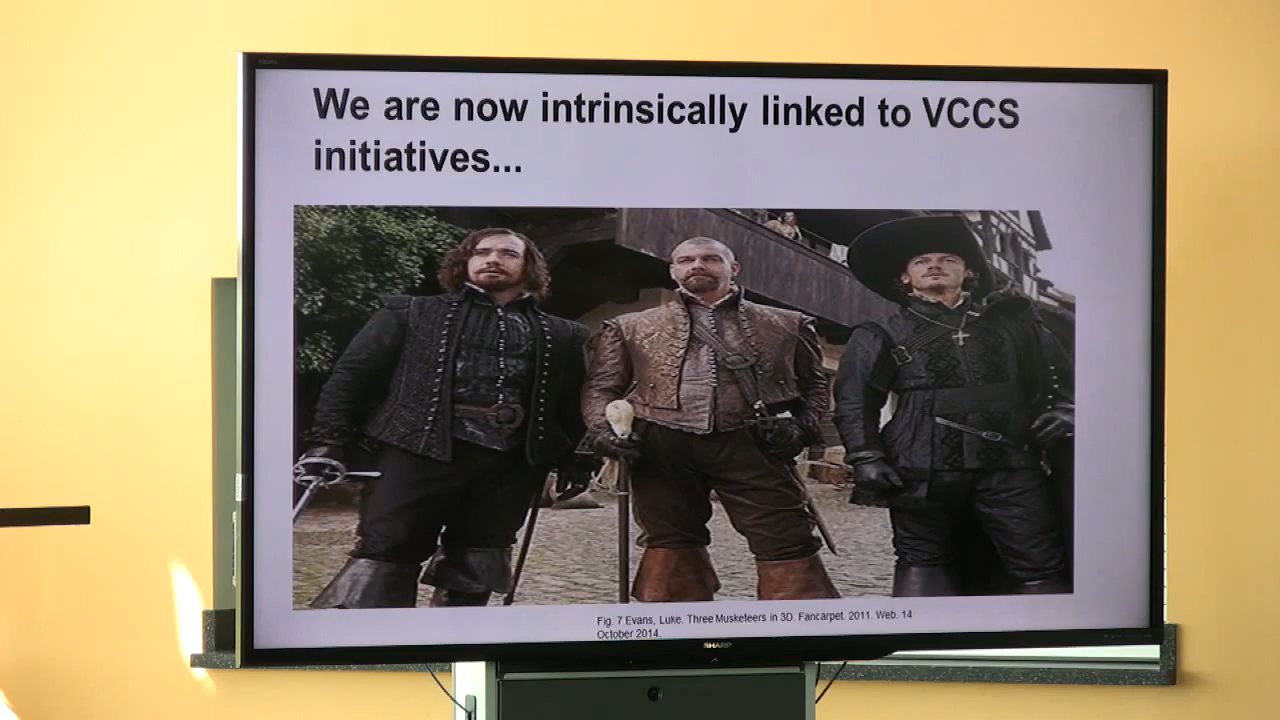 We are now intrinsically linked to VCCS
initiatives...
Fig. 7 Evans, Luke. Three Musketeers in 3D. Fancarpet. 2011. Web. 14
October 2014.
SHARP